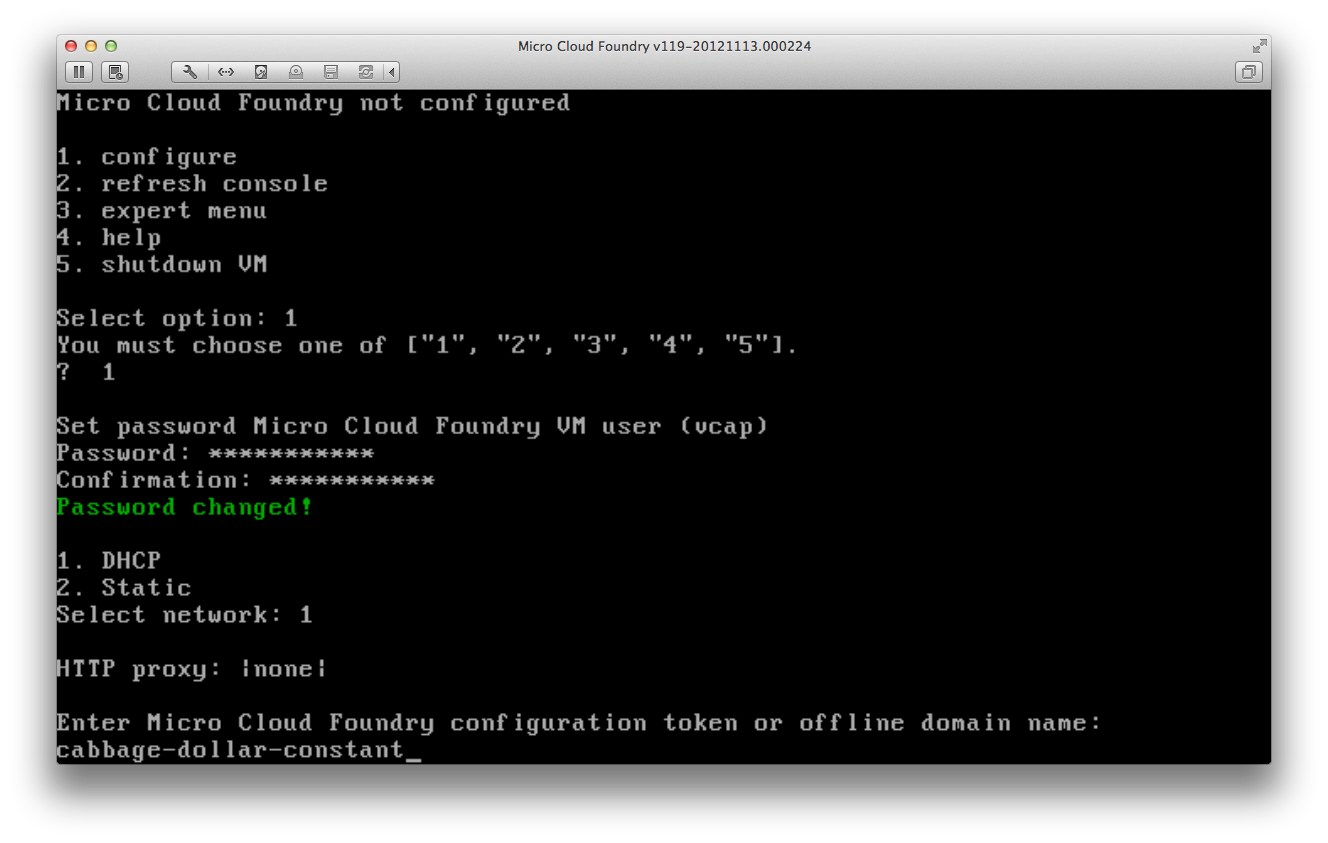 Micro Cloud Foundry v119-20121113.000224
Micro Cloud Foundry not configured
1. configure
2. refresh console
3. expert menu
4. help
5. shutdown VM
Select option: 1
You must choose one of ["1", "2", "3", "4", "5"].
?  1
Set password Micro Cloud Foundry VM user (vcap)
Password: ***********
Confirmation: ***********
Password changed!
1. DHCP
2. Static
Select network: 1
HTTP proxy: |none|
Enter Micro Cloud Foundry configuration token or offline domain name:
cabbage-dollar-constant_